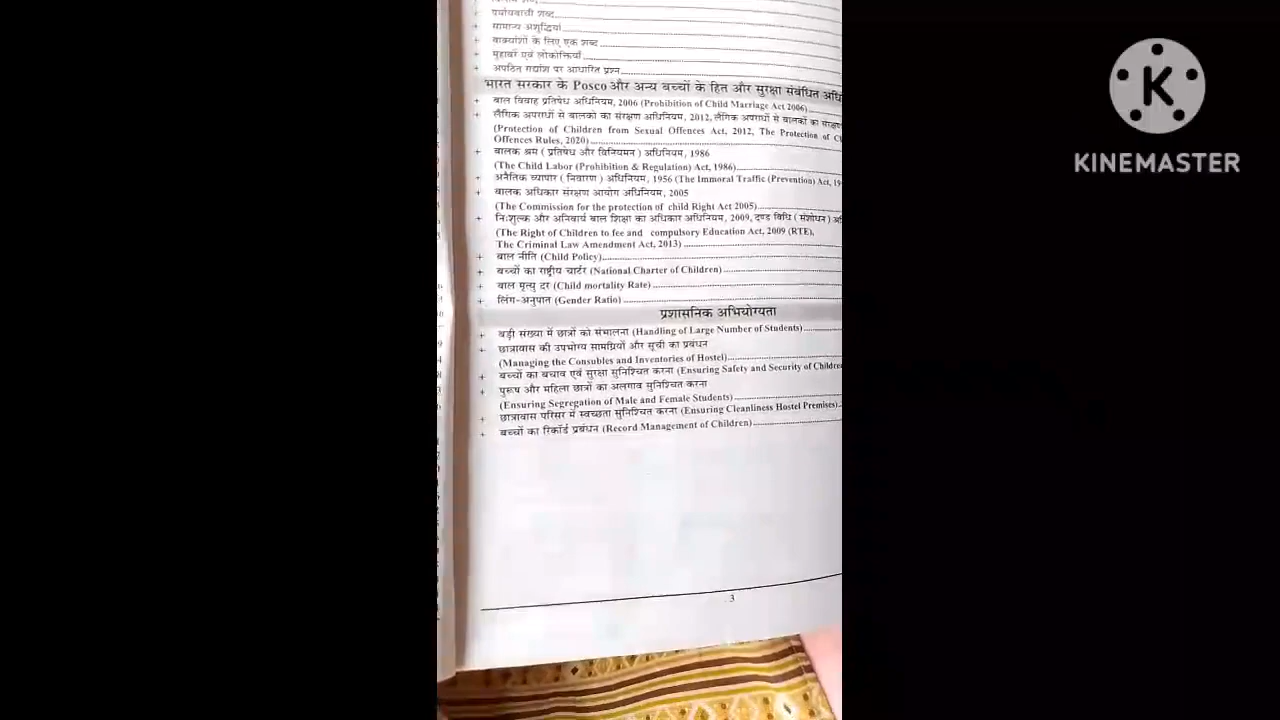 पर्यायवाची शब्द
सामान्य अशुद्धियां
वाक्यांशों के लिए एक शब्द
मुहावरे एवं लोकोक्तियाँ
अपठित गद्यांश पर आधारित प्रश्न
भारत सरकार के Posco और अन्य बच्चों के हित और सुरक्षा संबंधित
बाल विवाह प्रतिषेध अधिनियम, 2006 (Prohibition of Child Marriage Act 2006)
लैंगिक अपराधों से बालकों का संरक्षण अधिनियम, 2012, लैंगिक अपराधों से बालकों का
(Protection of Children from Sexual Offences Act, 2012, The Protection of
Offences Rules, 2020)
बालक श्रम ( प्रतिषेध और विनियमन ) अधिनियम, 1986
(The Child Labor (Prohibition & Regulation) Act, 1986)
अनैतिक व्यापार ( निवारण ) अधिनियम, 1956 (The Immoral Traffic (Prevention) Act,
बालक अधिकार संरक्षण आयोग अधिनियम, 2005
(The Commission for the protection of child Right Act 2005)
निःशुल्क और अनिवार्य बाल शिक्षा का अधिकार अधिनियम, 2009, दण्ड विधि ( संशोधन )
(The Right of Children to fee and compulsory Education Act, 2009 (RTE),
The Criminal Law Amendment Act, 2013)
बाल नीति (Child Policy)
बच्चों का राष्ट्रीय चार्टर (National Charter of Children)
बाल मृत्यु दर (Child mortality Rate)
लिंग-अनुपात (Gender Ratio)
प्रशासनिक अभियोग्यता
बड़ी संख्या में छात्रों को संभालना (Handling of Large Number of Students)
छात्रावास की उपभोग्य सामग्रियों और सूची का प्रबंधन
(Managing the Consubles and Inventories of Hostel)
बच्चों का बचाव एवं सुरक्षा सुनिश्चित करना (Ensuring Safety and Security of
पुरूष और महिला छात्रों का अलगाव सुनिश्चित करना
(Ensuring Segregation of Male and Female Students)
छात्रावास परिसर में स्वच्छता सुनिश्चित करना (Ensuring Cleanliness Hostel Premises)
बच्चों का रिकॉर्ड प्रबंधन (Record Management of Children)
3
K
KINEMASTER